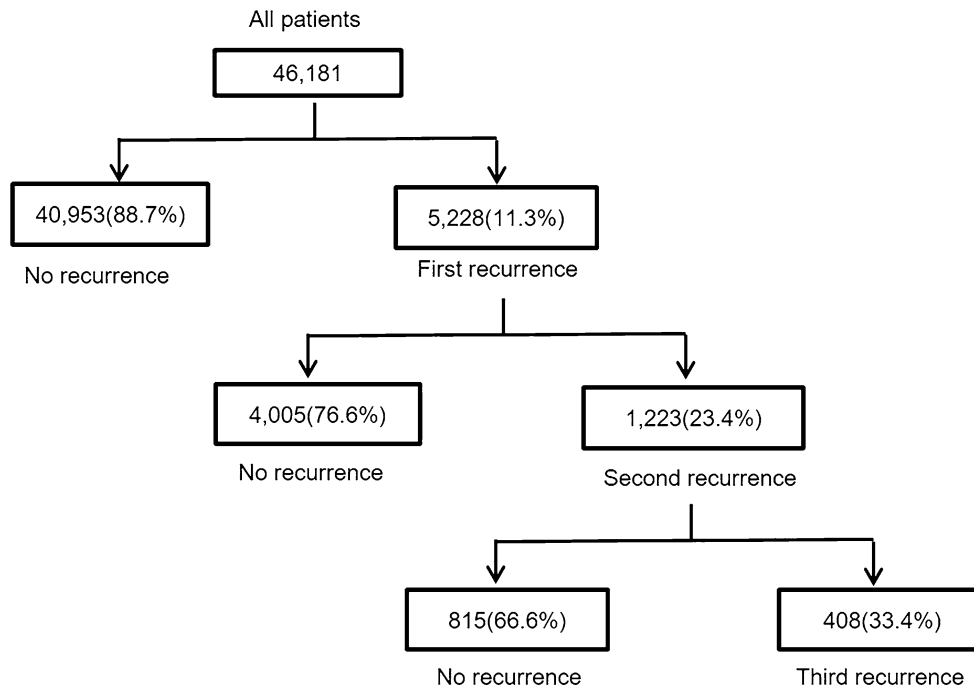 All patients
46,181
40,953(88.7%)
5,228(11.3%)
No recurrence
First recurrence
4,005(76.6%)
1,223(23.4%)
No recurrence
Second recurrence
815(66.6%)
408(33.4%)
No recurrence
Third recurrence